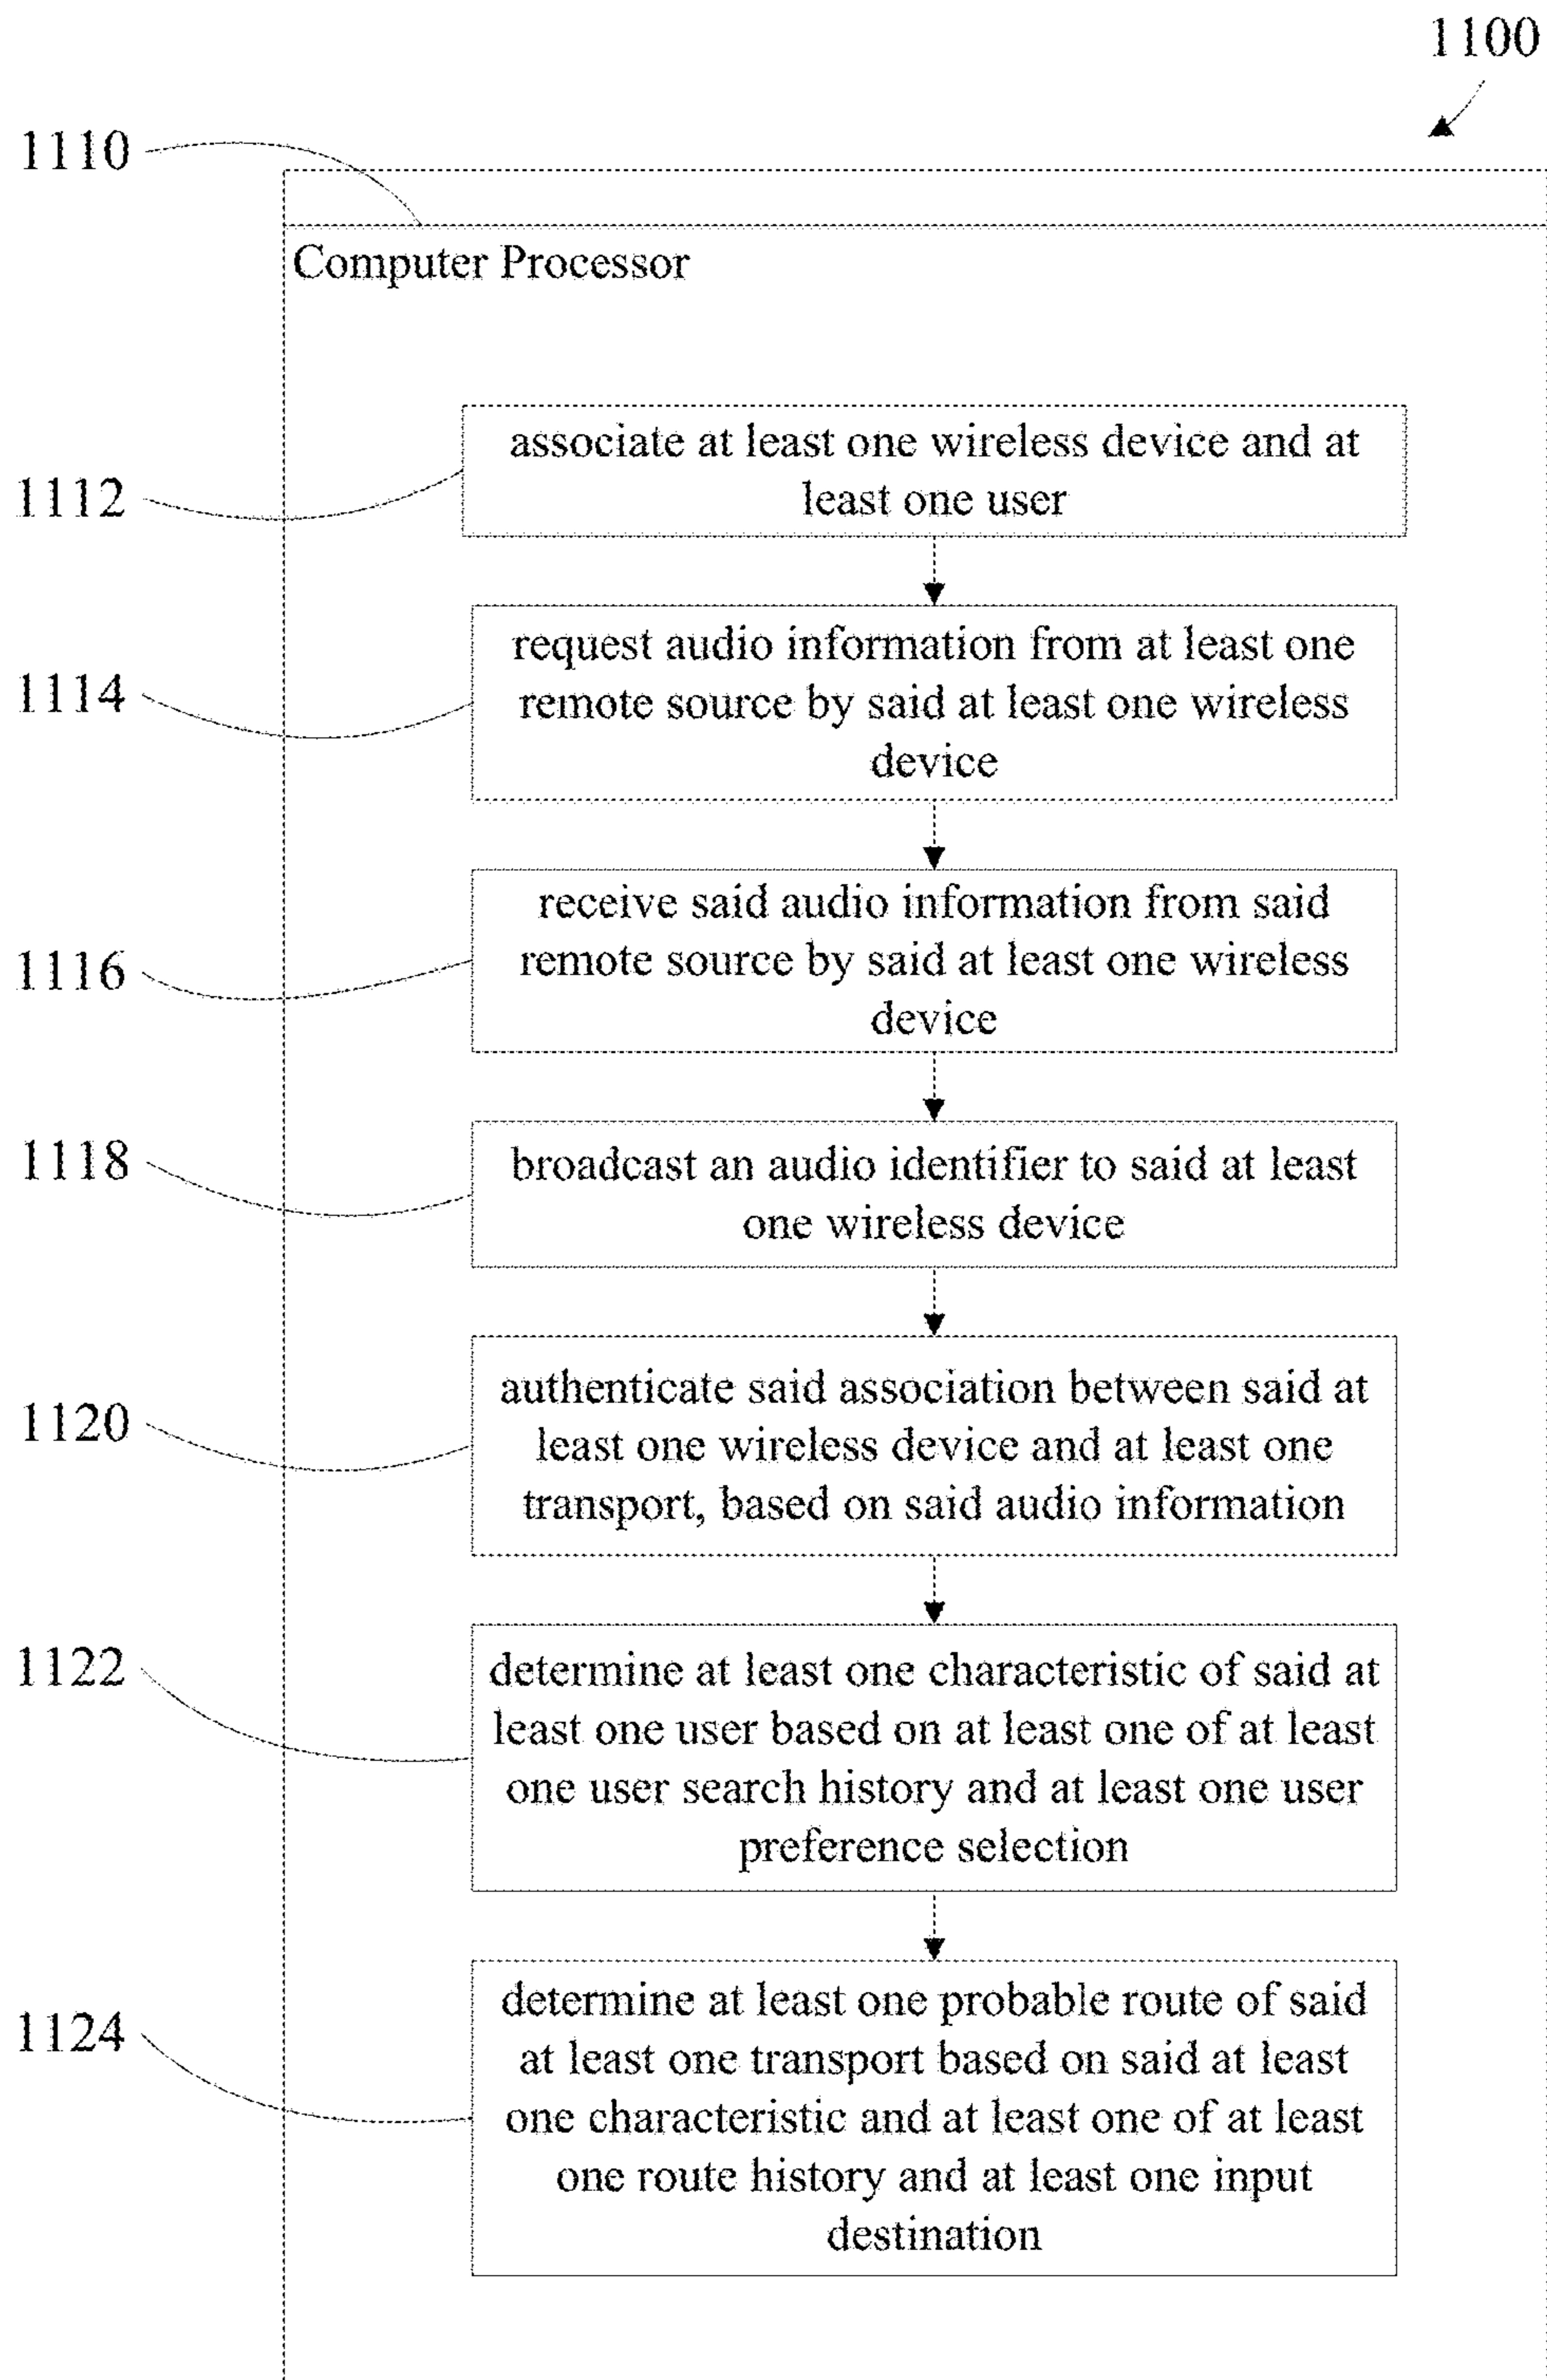 1100
1110
Computer Processor
associate at least one wireless device and at
least one user
1112
request audio information from at least one
remote source by said at least one wireless
device
1114
receive said audio information from said
remote source by said at least one wireless
device
1116
broadcast an audio identifier to said at least
one wireless device
1118
authenticate said association between said at
least one wireless device and at least one
transport, based on said audio information
1120
determine at least one characteristic of said at
least one user based on at least one of at least
one user search history and at least one user
preference selection
1122
determine at least one probable route of said
at least one transport based on said at least
one characteristic and at least one of at least
one route history and at least one input
destination
1124